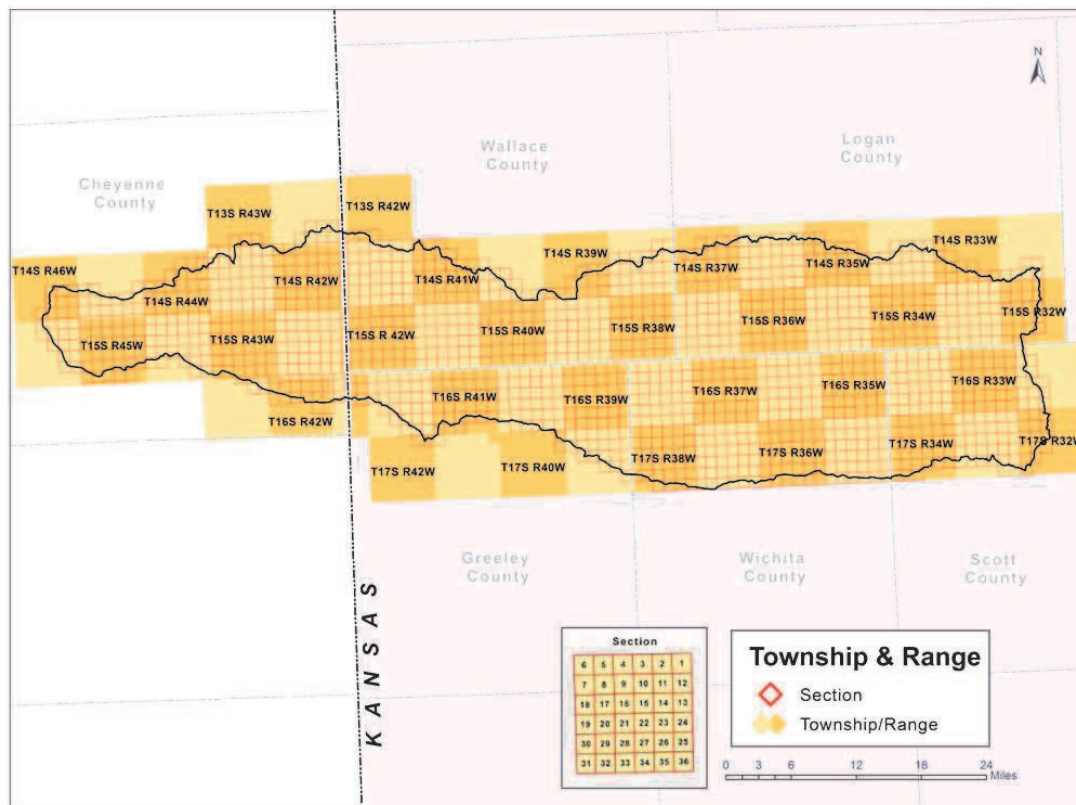 N
Wallace
County
Logan
County
Cheyenne
County
T13S R43W
T13S R42W
T14S R46W
T14S R44W
T14S R42W
T14S R41W
T14S R39W
T14S R37W
T14S R35W
T14S R33W
T15S R45W
T15S R43W
T15S R 42W
T15S R40W
T15S R38W
T15S R36W
T15S R34W
T15S R32W
T16S R42W
T16S R41W
T16S R39W
T16S R37W
T16S R35W
T16S R33W
T17S R42W
T17S R40W
T17S R38W
T17S R36W
T17S R34W
T17S R32W
Greeley
County
Wichita
County
Scott
County
KANSAS
Section
6 5 4 3 2 1
7 8 9 10 11 12
18 17 16 15 14 13
19 20 21 22 23 24
30 29 28 27 26 25
31 32 33 34 35 36
Township & Range
Section
Township/Range
0 3 6 12 18 24
Miles